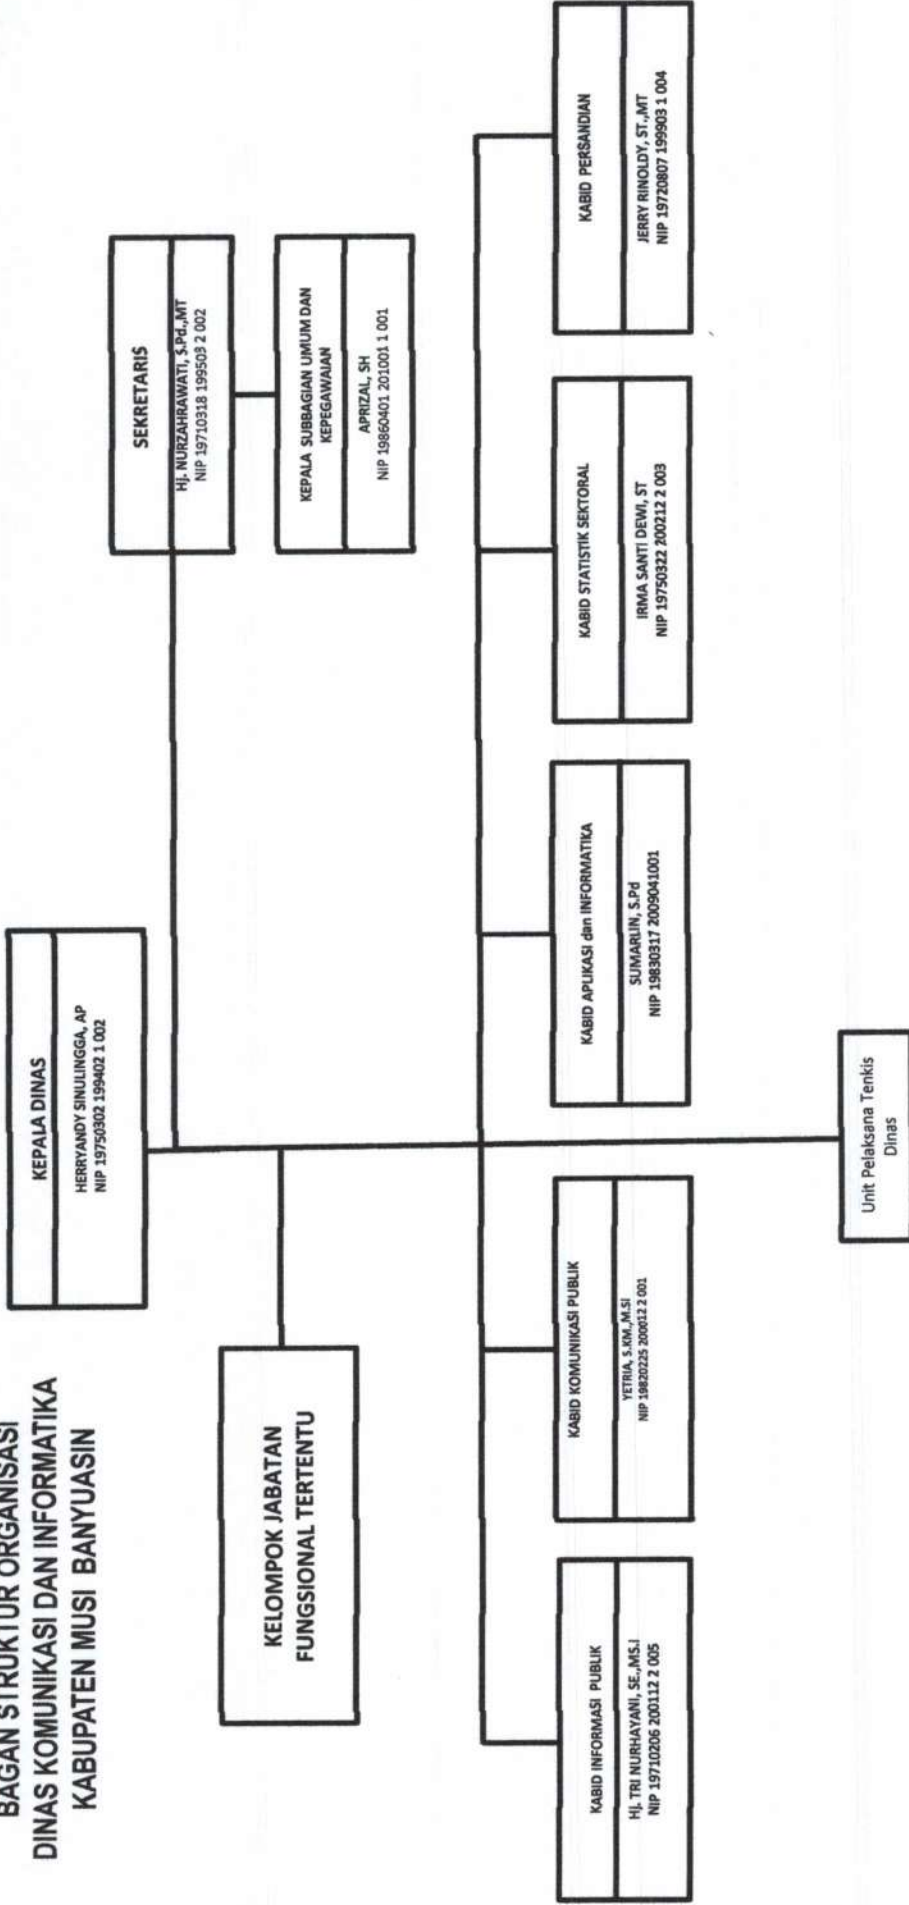 BAGAN STRUKTUR ORGANISASI
DINAS KOMUNIKASI DAN INFORMATIKA
KABUPATEN MUSI BANYUASIN
KEPALA DINAS
HERRYANDY SINULINGGA, AP
NIP 19750302 199402 1 002
SEKRETARIS
Hj. NURZAHRAWATI, S.Pd.,MT
NIP 19710318 199503 2 002
KEPALA SUBBAGIAN UMUM DAN
KEPEGAWAIAN
APRIZAL, SH
NIP 19860401 201001 1 001
KELOMPOK JABATAN
FUNGSIONAL TERTENTU
KABID INFORMASI PUBLIK
Hj. TRI NURHAYANI, SE.,MS.i
NIP 19710206 200112 2 005
KABID KOMUNIKASI PUBLIK
YETRIA, S.KM.,M.SI
NIP 19820225 200012 2 001
KABID APLIKASI dan INFORMATIKA
SUMARLIN, S.Pd
NIP 19830317 2009041001
KABID STATISTIK SEKTORAL
IRMA SANTI DEWI, ST
NIP 19750322 200212 2 003
KABID PERSANDIAN
JERRY RINOLDY, ST.,MT
NIP 19720807 199903 1 004
Unit Pelaksana Tenkis
Dinas